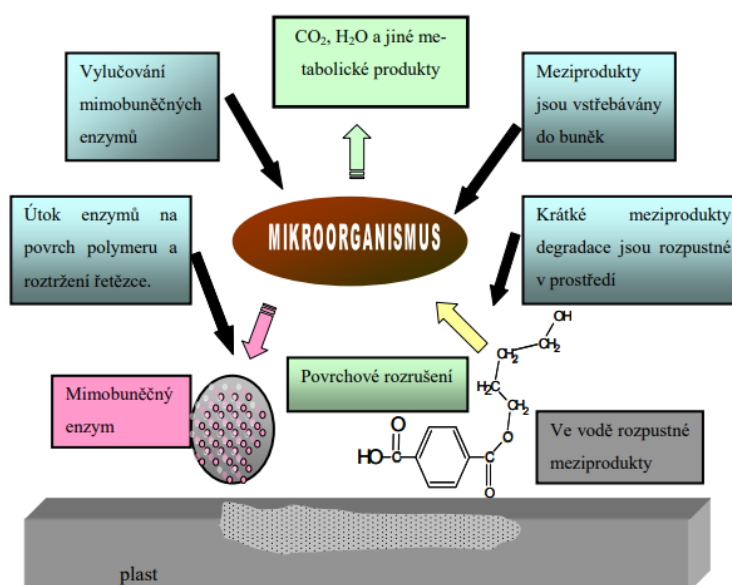 CO2, H2O a jiné me-
tabolické produkty
Vylučování
mimobuněčných
enzymů
Meziprodukty
jsou vstřebávány
do buněk
Útok enzymů na
povrch polymeru a
roztržení řetězce.
MIKROORGANISMUS
Krátké meziprodukty
degradace jsou rozpustné
v prostředí
Mimobuněčný
enzym
Povrchové rozrušení
OH
CH2
CH2
H2C
CH2
O
O
HO
C
C
O
Ve vodě rozpustné
meziprodukty
plast